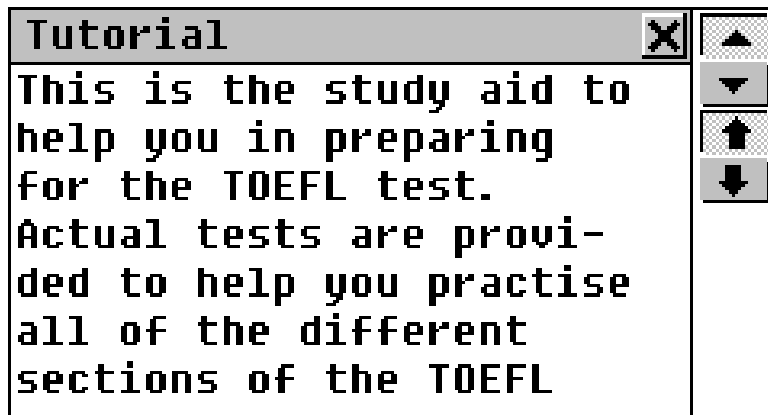 Tutorial
This is the study aid to
help you in preparing
for the TOEFL test.
Actual tests are provi-
ded to help you practise
all of the different
sections of the TOEFL